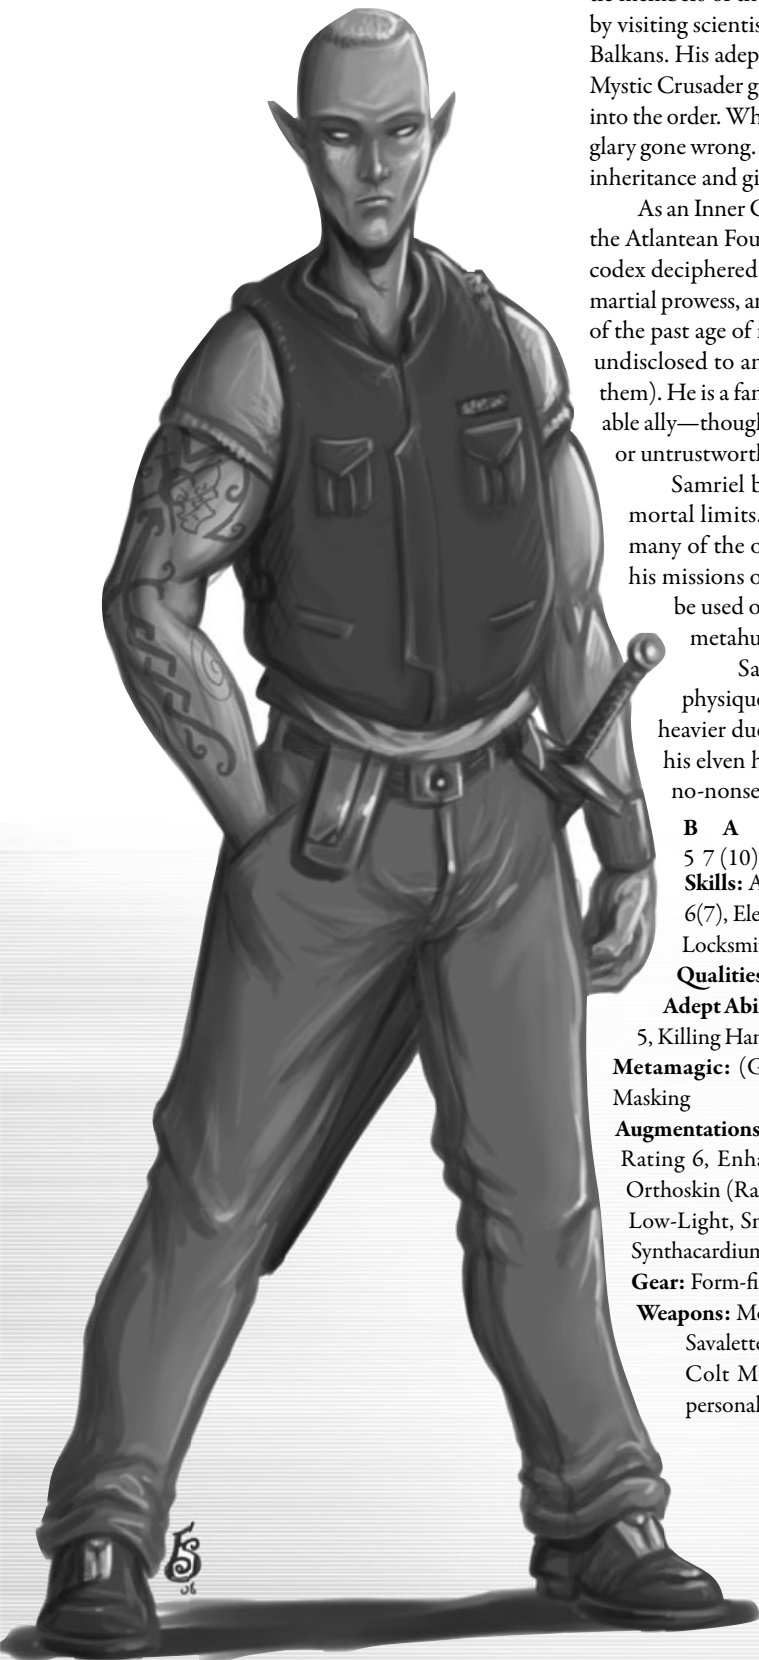 by visiting scientis
Balkans. His adep
Mystic Crusader g
into the order. Wh
glary gone wrong.
inheritance and gi
As an Inner C
the Atlantean Fou
codex deciphered
martial prowess, ar
of the past age of
undisclosed to an
them). He is a fan
able ally—though
or untrustworth
Samriel b
mortal limits.
many of the o
his missions o
be used o
metahu
Sa
physique
heavier due
his elven h
no-nonse
B A
5 7 (10)
Skills: A
6(7), Ele
Locksmi
Qualities
Adept Abi
5, Killing Han
Metamagic: (G
Masking
Augmentations
Rating 6, Enha
Orthoskin (Ra
Low-Light, Sm
Synthacardium
Gear: Form-fi
Weapons: Mo
Savalette
Colt M
personal
FS
06